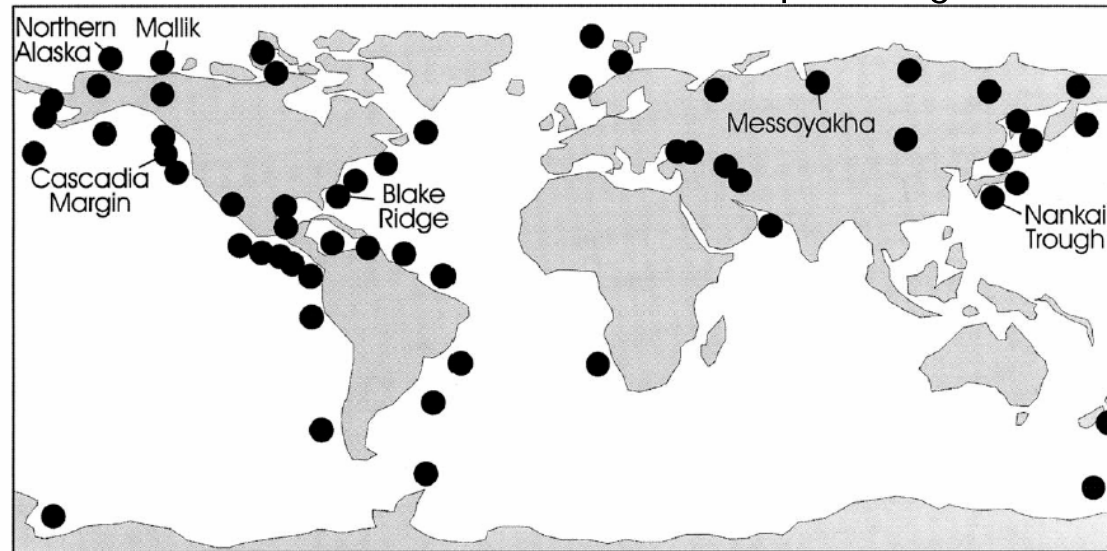 Northern
Alaska
Mallik
Messoyakha
Cascadia
Margin
Blake
Ridge
Nankai
Trough